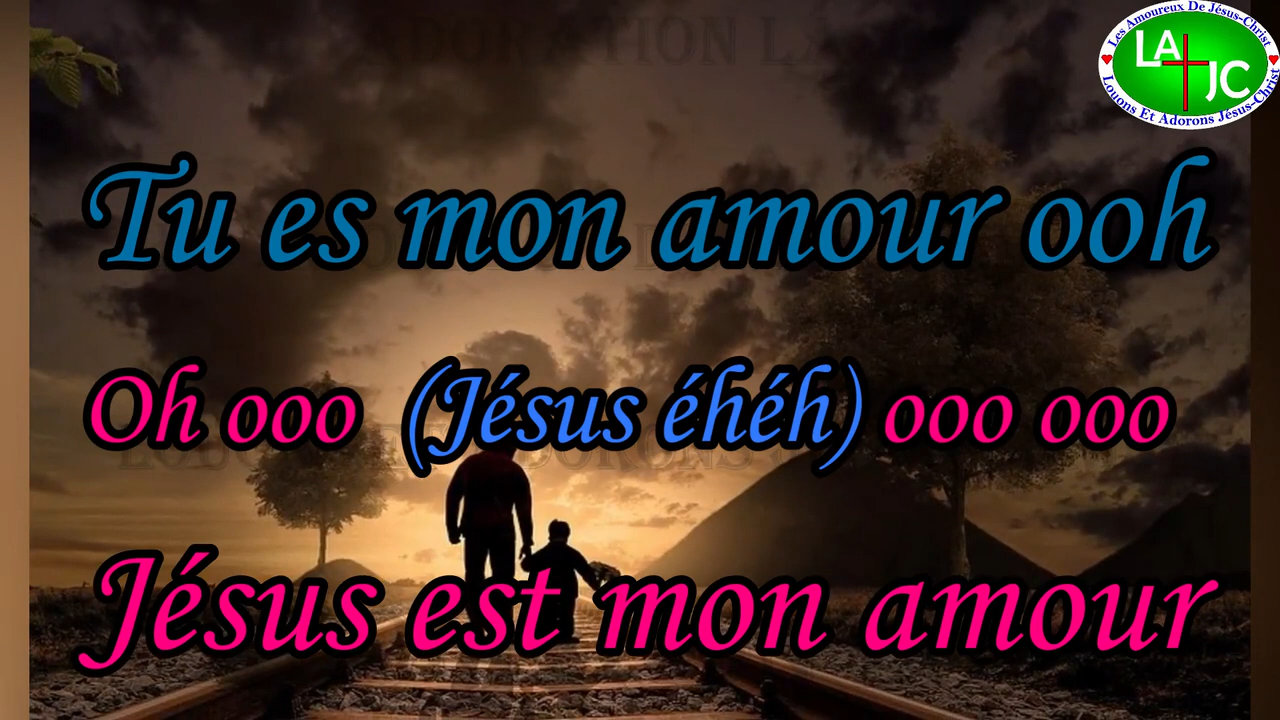 Les Amoureux De Jésus-Christ
LA JC
Louons Et Adorons Jésus-Christ
Tu es mon amour ooh
Oh ooo (Jésus éhéh) ooo ooo
Jésus est mon amour